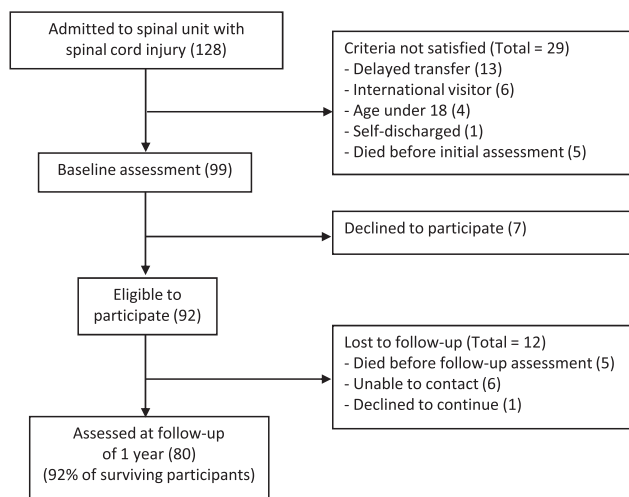 Admitted to spinal unit with
spinal cord injury (128)
Criteria not satisfied (Total = 29)
- Delayed transfer (13)
- International visitor (6)
- Age under 18 (4)
- Self-discharged (1)
- Died before initial assessment (5)
Baseline assessment (99)
Declined to participate (7)
Eligible to
participate (92)
Lost to follow-up (Total = 12)
- Died before follow-up assessment (5)
- Unable to contact (6)
- Declined to continue (1)
Assessed at follow-up
of 1 year (80)
(92% of surviving participants)